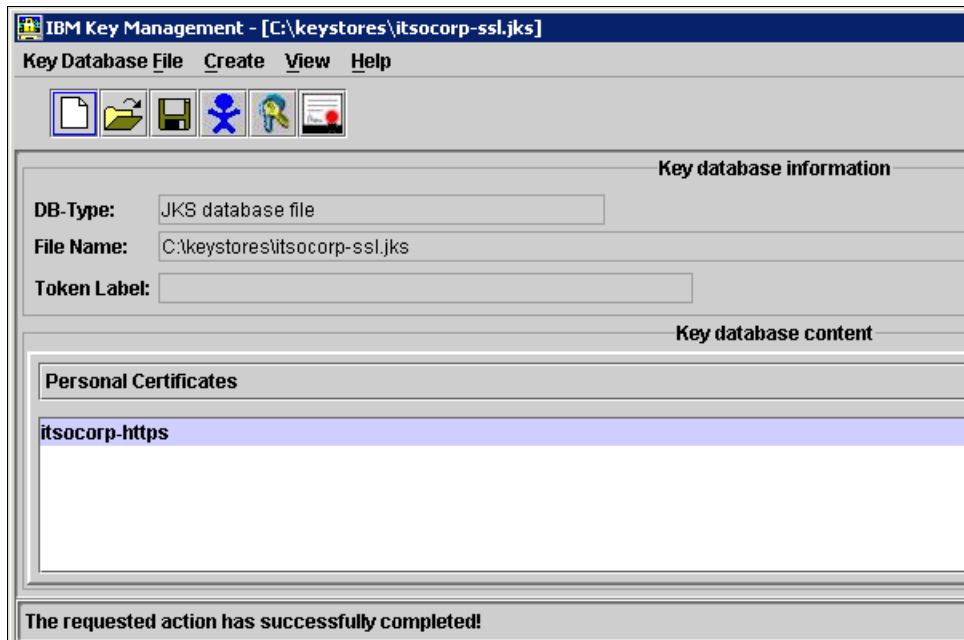 IBM Key Management - [C:\keystores\itsocorp-ssl.jks]
Key Database File Create View Help
Key database information
DB-Type: JKS database file
File Name: C:\keystores\itsocorp-ssl.jks
Token Label:
Key database content
Personal Certificates
itsocorp-https
The requested action has successfully completed!